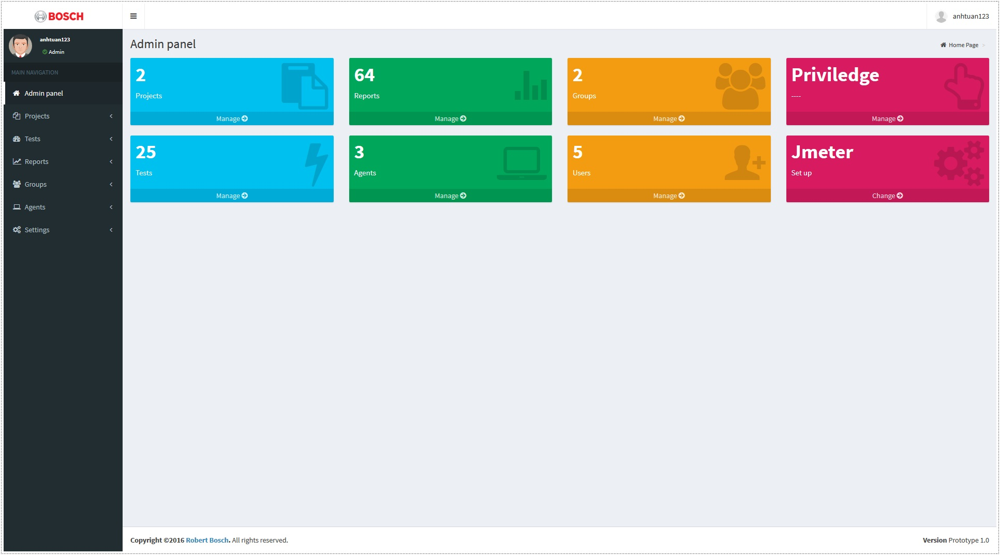 BOSCH
anhtuan123
anhtuan123
Admin
MAIN NAVIGATION
Admin panel
Projects
Tests
Reports
Groups
Agents
Settings
Admin panel
Home Page >
2
Projects
Manage
64
Reports
Manage
2
Groups
Manage
Priviledge
----
Manage
25
Tests
Manage
3
Agents
Manage
5
Users
Manage
Jmeter
Set up
Change
Copyright ©2016 Robert Bosch. All rights reserved.
Version Prototype 1.0